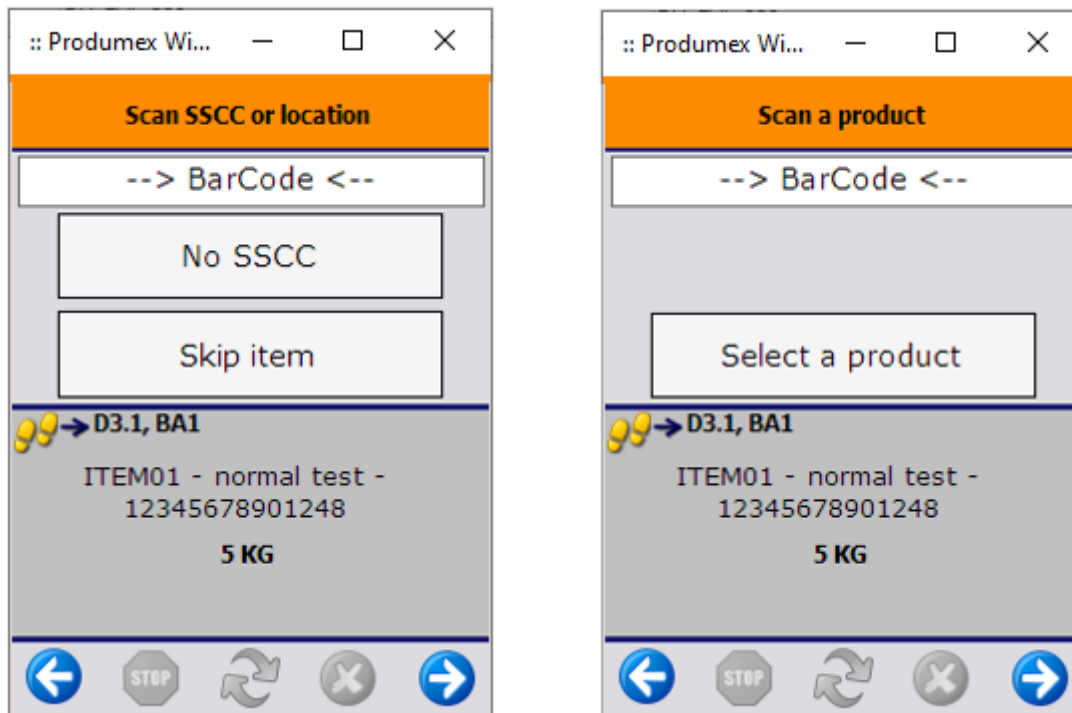 :: Produmex Wi...
Scan SSCC or location
--> BarCode <--
No SSCC
Skip item
D3.1, BA1
ITEM01 - normal test -
12345678901248
5 KG
STOP
:: Produmex Wi...
Scan a product
--> BarCode <--
Select a product
D3.1, BA1
ITEM01 - normal test -
12345678901248
5 KG
STOP